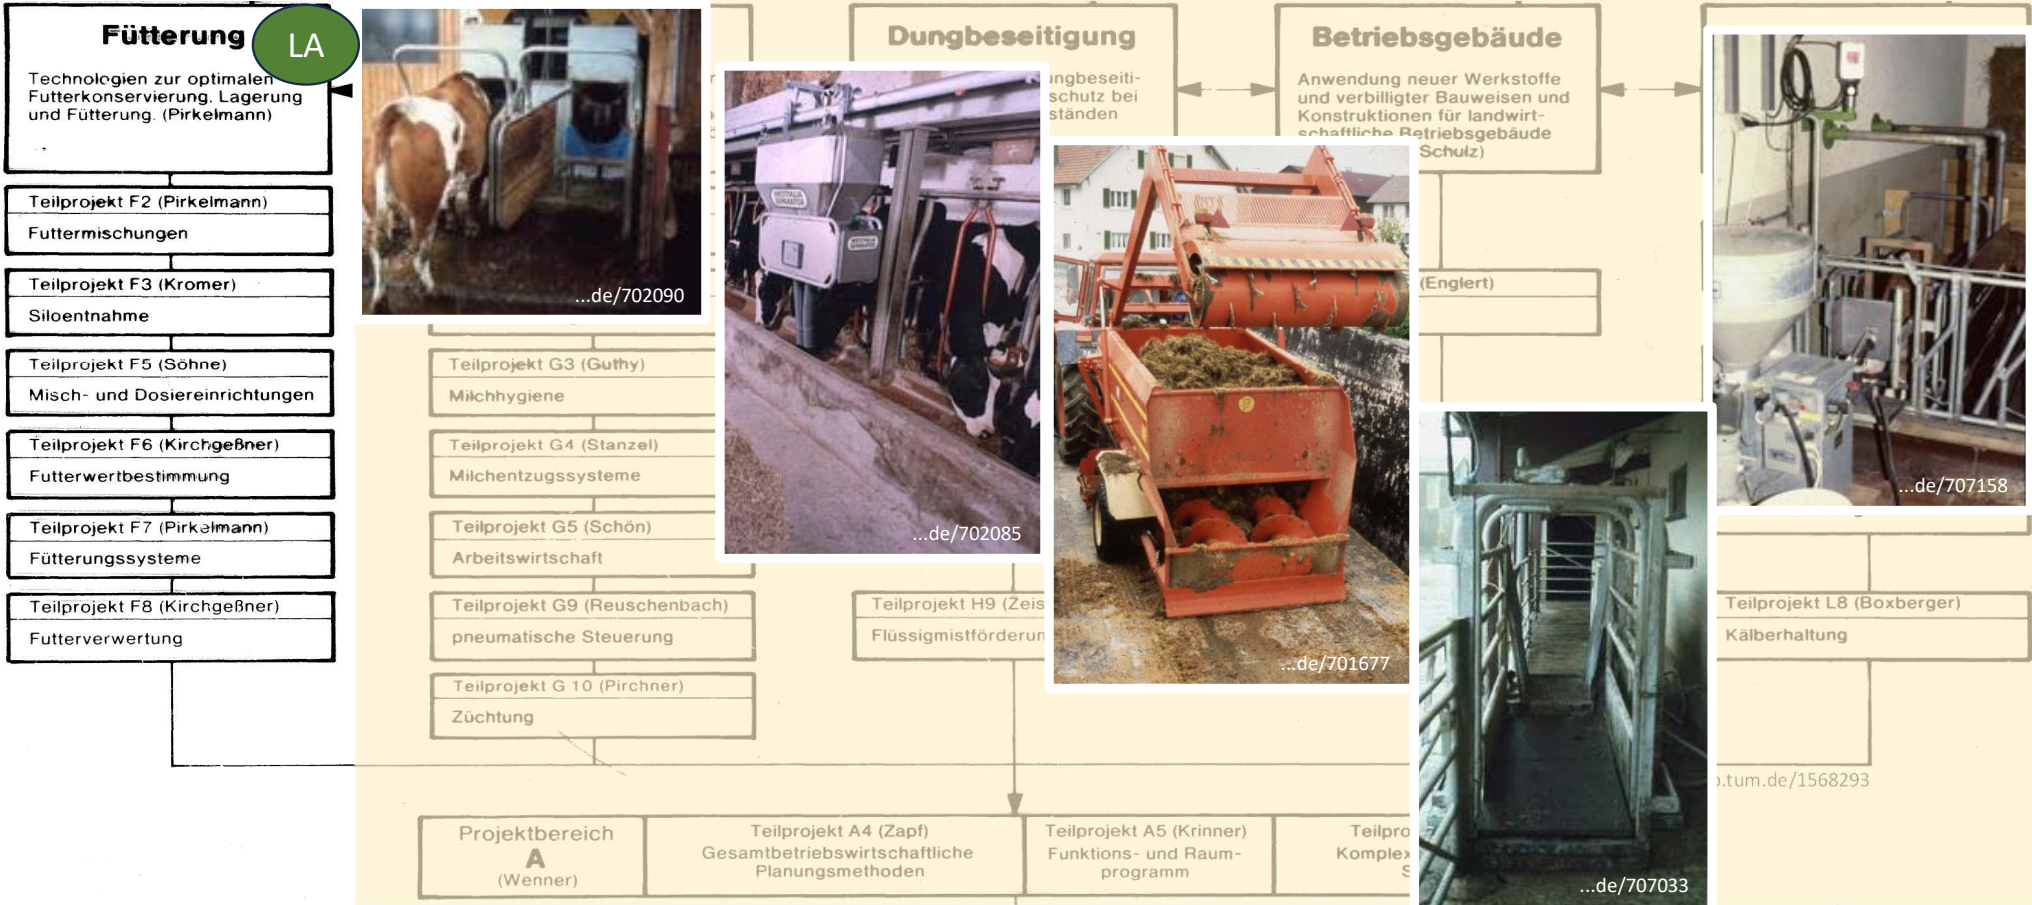 Fütterung
LA
Technologien zur optimalen
Futterkonservierung, Lagerung
und Fütterung. (Pirkelmann)
Teilprojekt F2 (Pirkelmann)
Futtermischungen
Teilprojekt F3 (Kromer)
Siloentnahme
Teilprojekt F5 (Söhne)
Misch- und Dosiereinrichtungen
Teilprojekt F6 (Kirchgeßner)
Futterwertbestimmung
Teilprojekt F7 (Pirkelmann)
Fütterungssysteme
Teilprojekt F8 (Kirchgeßner)
Futterverwertung
...de/702090
Teilprojekt G3 (Guthy)
Milchhygiene
Teilprojekt G4 (Stanzel)
Milchentzugssysteme
Teilprojekt G5 (Schön)
Arbeitswirtschaft
Teilprojekt G9 (Reuschenbach)
pneumatische Steuerung
Teilprojekt G 10 (Pirchner)
Züchtung
Dungbeseitigung
ungbeseiti-
schutz bei
ständen
WESTFALIA
SEPARATOR
...de/702085
Teilprojekt H9 (Zeis
Flüssigmistförderun
Betriebsgebäude
Anwendung neuer Werkstoffe
und verbilligter Bauweisen und
Konstruktionen für landwirt-
schaftliche Betriebsgebäude
Schulz)
(Englert)
...de/701677
...de/707158
Teilprojekt L8 (Boxberger)
Kälberhaltung
o.tum.de/1568293
...de/707033
Projektbereich
A
(Wenner)
Teilprojekt A4 (Zapf)
Gesamtbetriebswirtschaftliche
Planungsmethoden
Teilprojekt A5 (Krinner)
Funktions- und Raum-
programm
Teilpro
Komplex
S